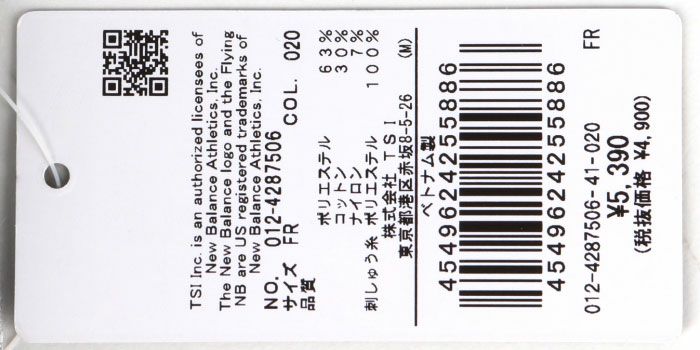 TSI Inc. is an authorized licensees of
New Balance Athletics, Inc.
The New Balance logo and the Flying
NB are US registered trademarks of
New Balance Athletics, Inc.
NO. 012-4287506 COL. 020
サイズ FR
品質
ポリエステル 63%
コットン 30%
ナイロン 7%
刺しゅう糸 ポリエステル 100%
株式会社 TSI
東京都港区赤坂8-5-26 (M)
ベトナム製
4549624255886
4549624255886
FR
012-4287506-41-020
¥5,390
(税抜価格 ¥4,900)